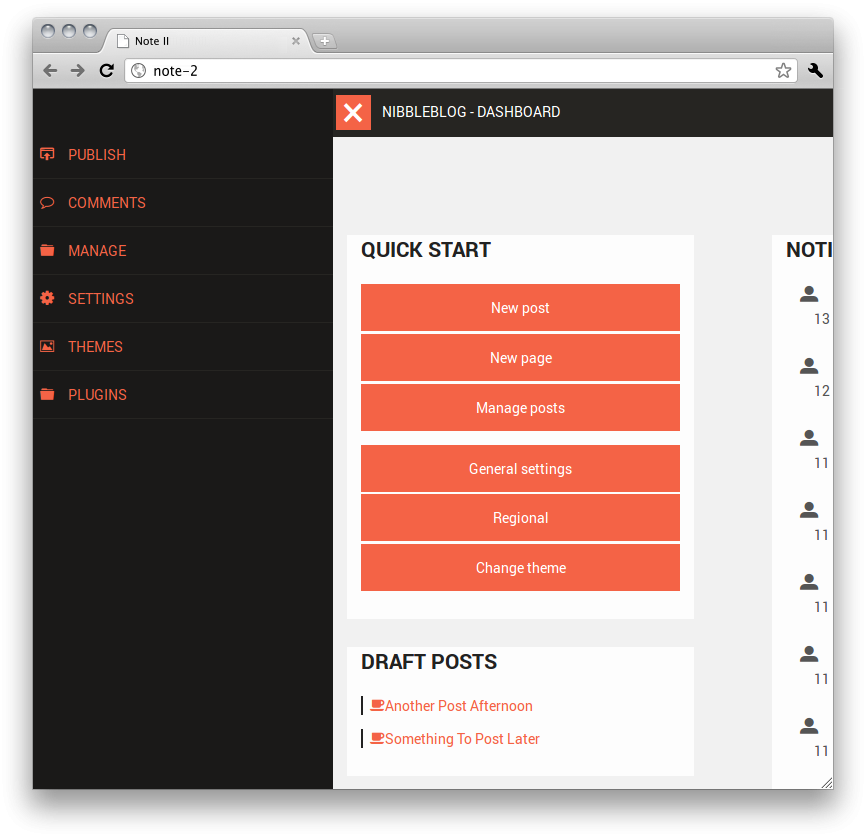 Note II
note-2
NIBBLEBLOG - DASHBOARD
PUBLISH
COMMENTS
MANAGE
SETTINGS
THEMES
PLUGINS
QUICK START
New post
New page
Manage posts
General settings
Regional
Change theme
DRAFT POSTS
Another Post Afternoon
Something To Post Later
NOTI
13
12
11
11
11
11
11